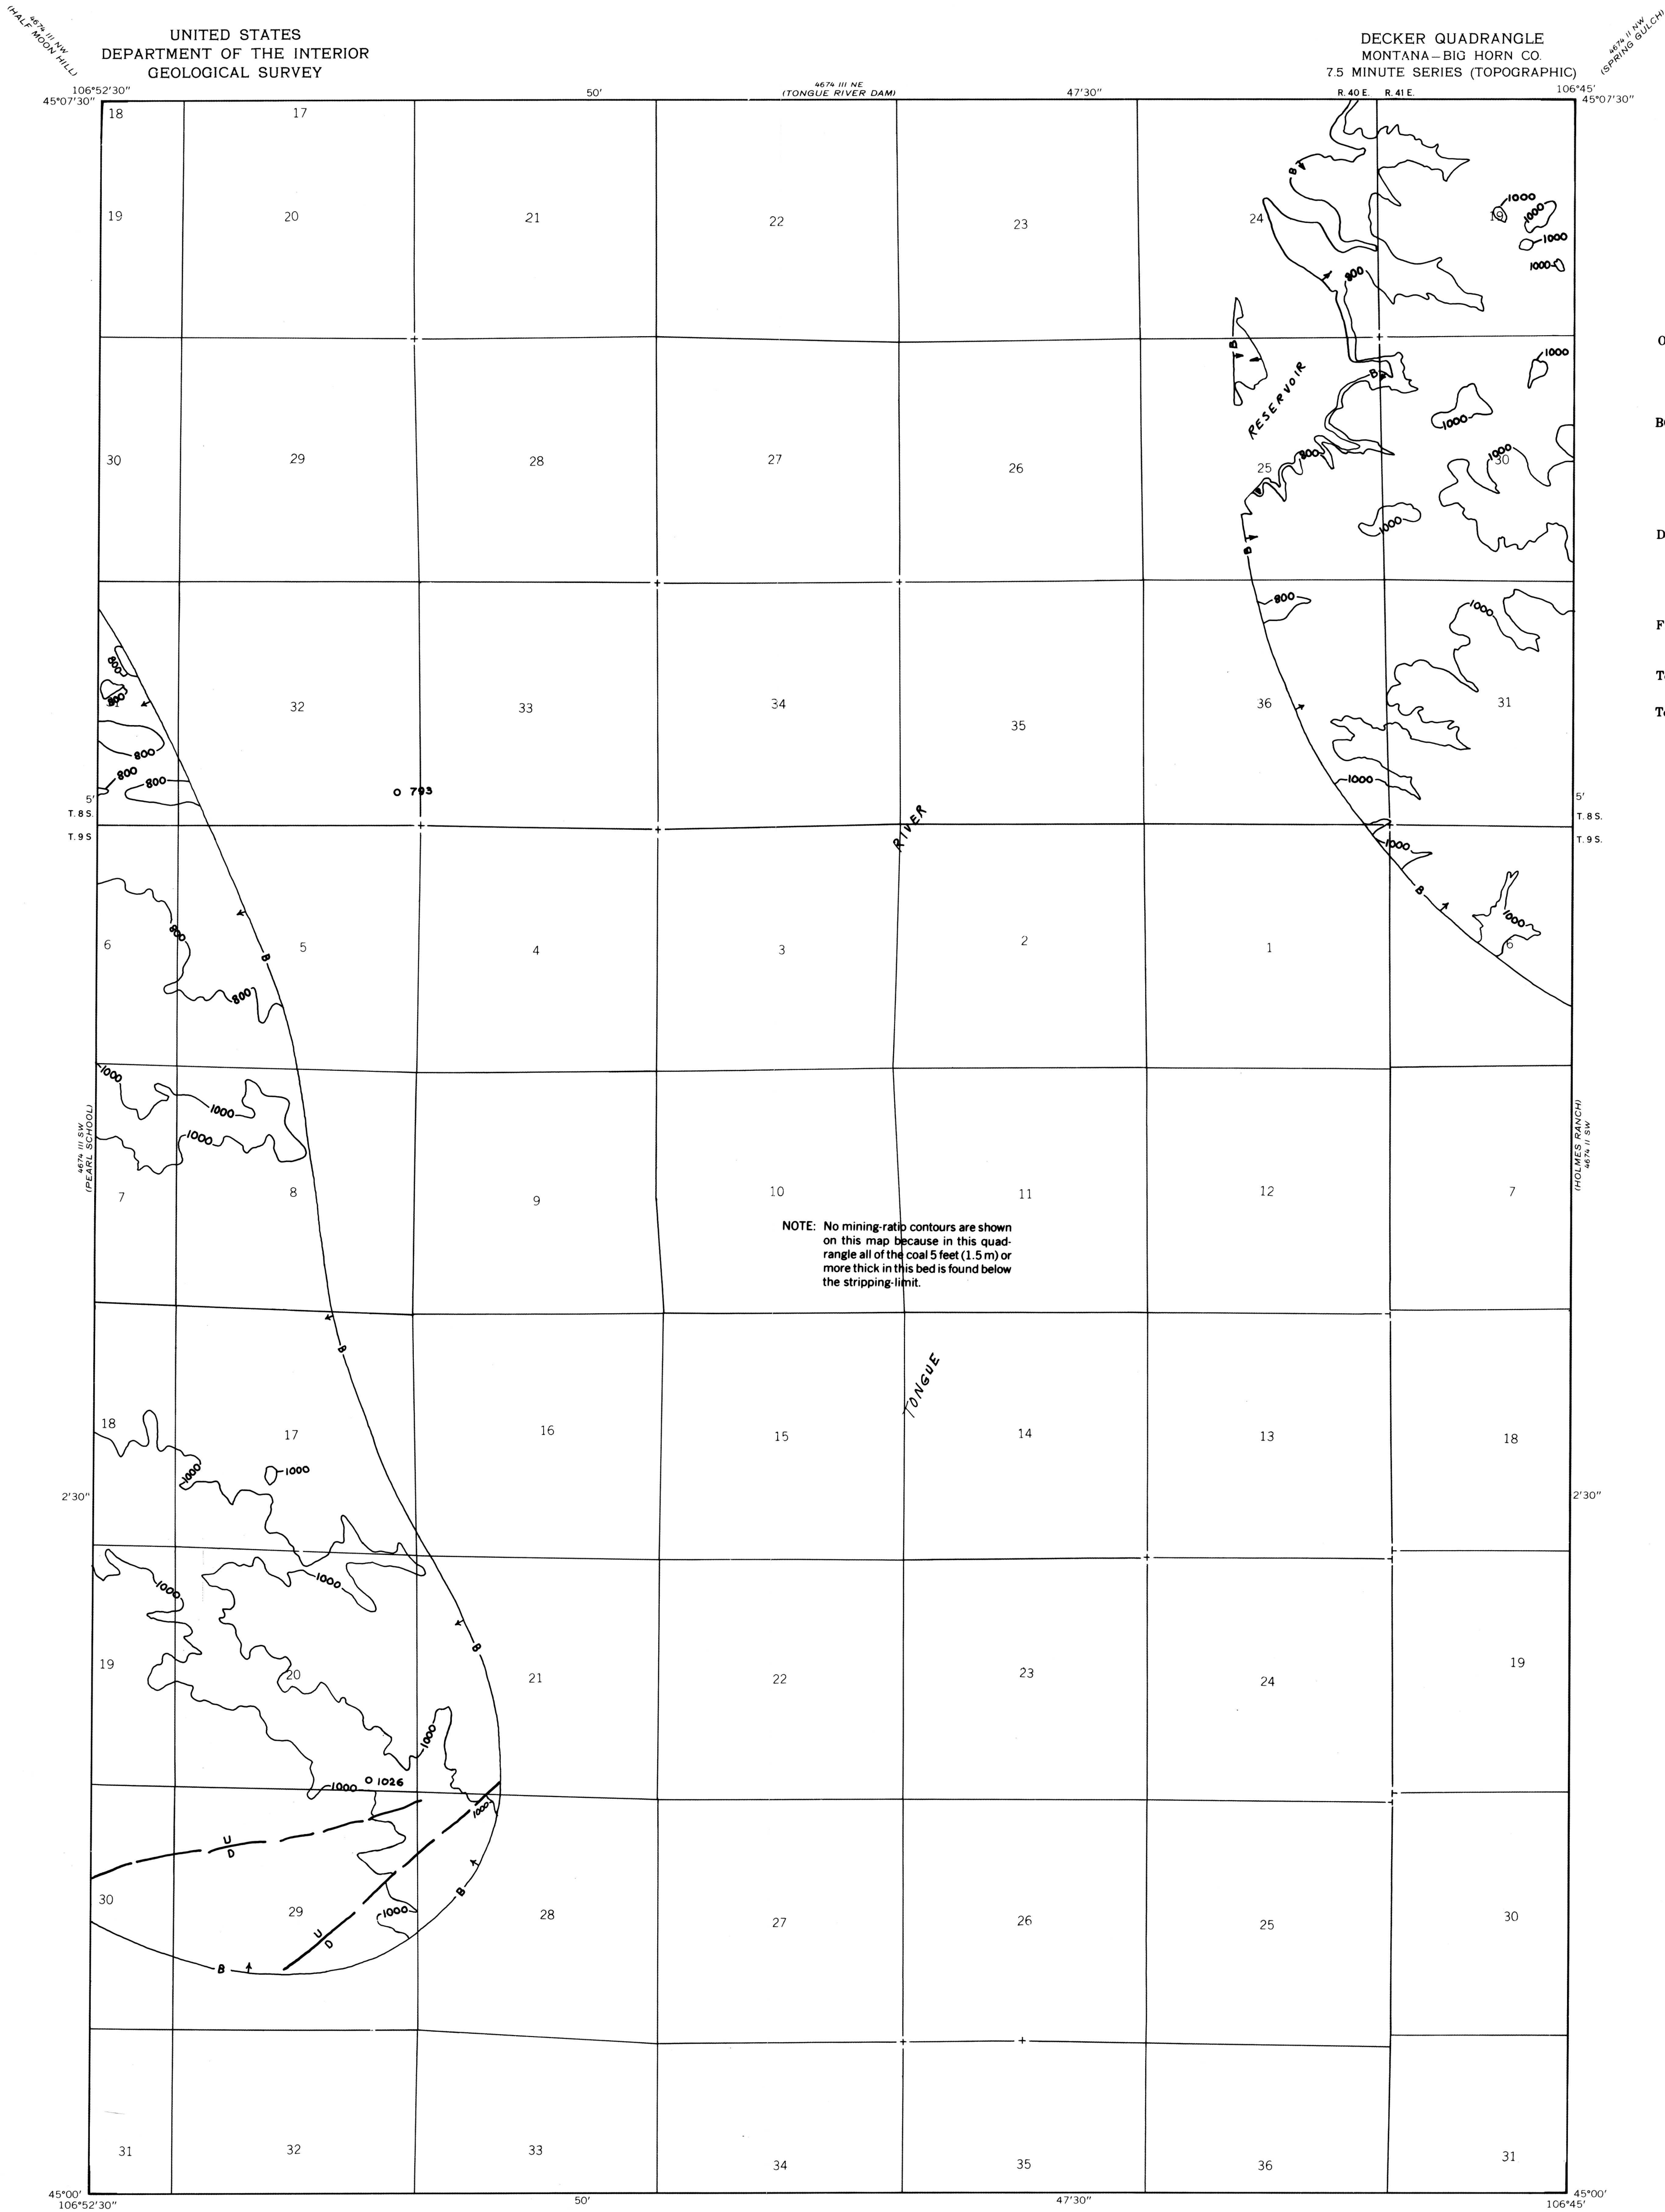 4674 III NW
(HALF MOON HILL)
UNITED STATES
DEPARTMENT OF THE INTERIOR
GEOLOGICAL SURVEY
DECKER QUADRANGLE
MONTANA—BIG HORN CO.
7.5 MINUTE SERIES (TOPOGRAPHIC)
4674 II NW
(SPRING GULCH)
106°52'30"
45°07'30"
50'
4674 III NE
(TONGUE RIVER DAM)
47'30"
R. 40 E. R. 41 E.
106°45'
45°07'30"
18 17
B
19 20 21 22 23 24 19
1000
1000
1000
1000
800
B
1000
O
RESERVOIR
B
1000
B
30 29 28 27 26 25 30
800
1000
1000
B
D
800
1000
F
800
800
31 32 33 34 35 36 31
T
T
800
800
800
1000
793
5'
T. 8 S.
T. 9 S
RIVER
5'
T. 8 S.
T. 9 S.
1000
B
1000
800
6 5 4 3 2 1 6
B
800
1000
1000
1000
4674 III SW
(PEARL SCHOOL)
(HOLMES RANCH)
4674 II SW
7 8 9 10 11 12 7
NOTE: No mining-ratio contours are shown
on this map because in this quad-
rangle all of the coal 5 feet (1.5 m) or
more thick in this bed is found below
the stripping-limit.
B
TONGUE
18 17 16 15 14 13 18
1000
1000
2'30"
2'30"
1000
1000
B
19 20 21 22 23 24 19
1000
1000
1026
1000
U
D
B
30 29 28 27 26 25 30
1000
U
D
B
31 32 33 34 35 36 31
45°00'
106°52'30"
50'
47'30"
45°00'
106°45'